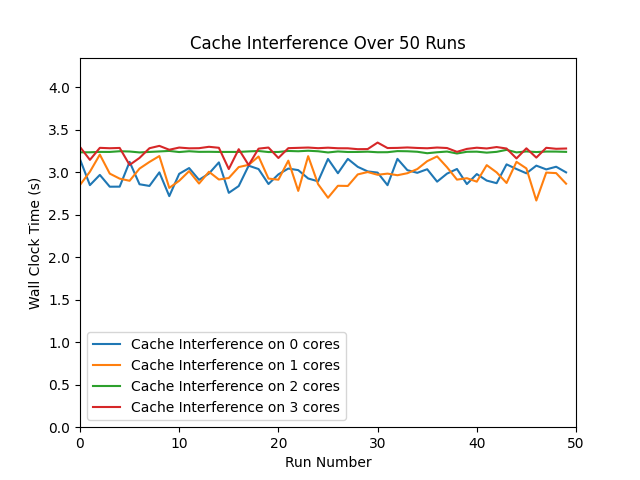 Cache Interference Over 50 Runs
Wall Clock Time (s)
4.0
3.5
3.0
2.5
2.0
1.5
1.0
0.5
0.0
Cache Interference on 0 cores
Cache Interference on 1 cores
Cache Interference on 2 cores
Cache Interference on 3 cores
0 10 20 30 40 50
Run Number